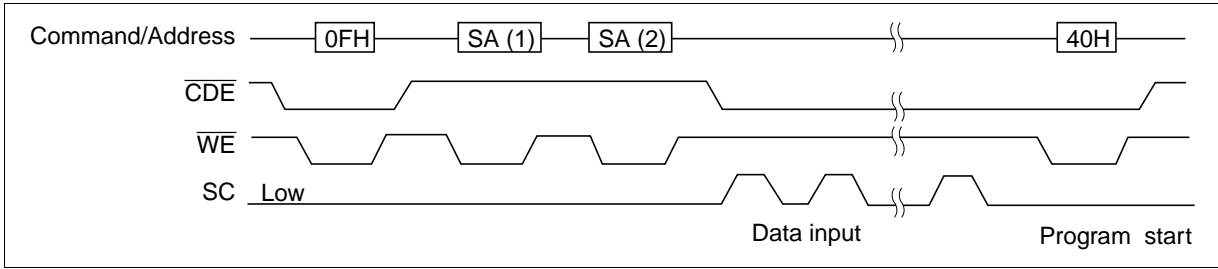 Command/Address 0FH SA (1) SA (2) 40H
CDE
WE
SC Low
Data input Program start